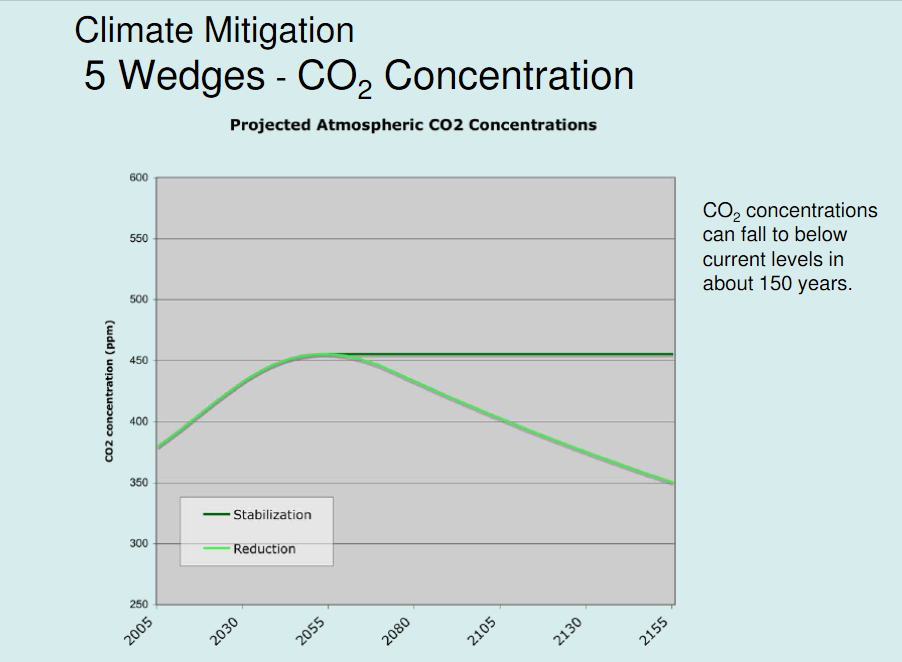 Climate Mitigation
5 Wedges - CO₂ Concentration
Projected Atmospheric CO2 Concentrations
CO2 concentration (ppm)
600
550
500
450
400
350
300
250
2005
2030
2055
2080
2105
2130
2155
Stabilization
Reduction
CO₂ concentrations
can fall to below
current levels in
about 150 years.